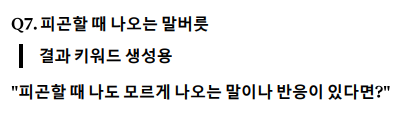 Q7. 피곤할 때 나오는 말버릇
결과 키워드 생성용
"피곤할 때 나도 모르게 나오는 말이나 반응이 있다면?"